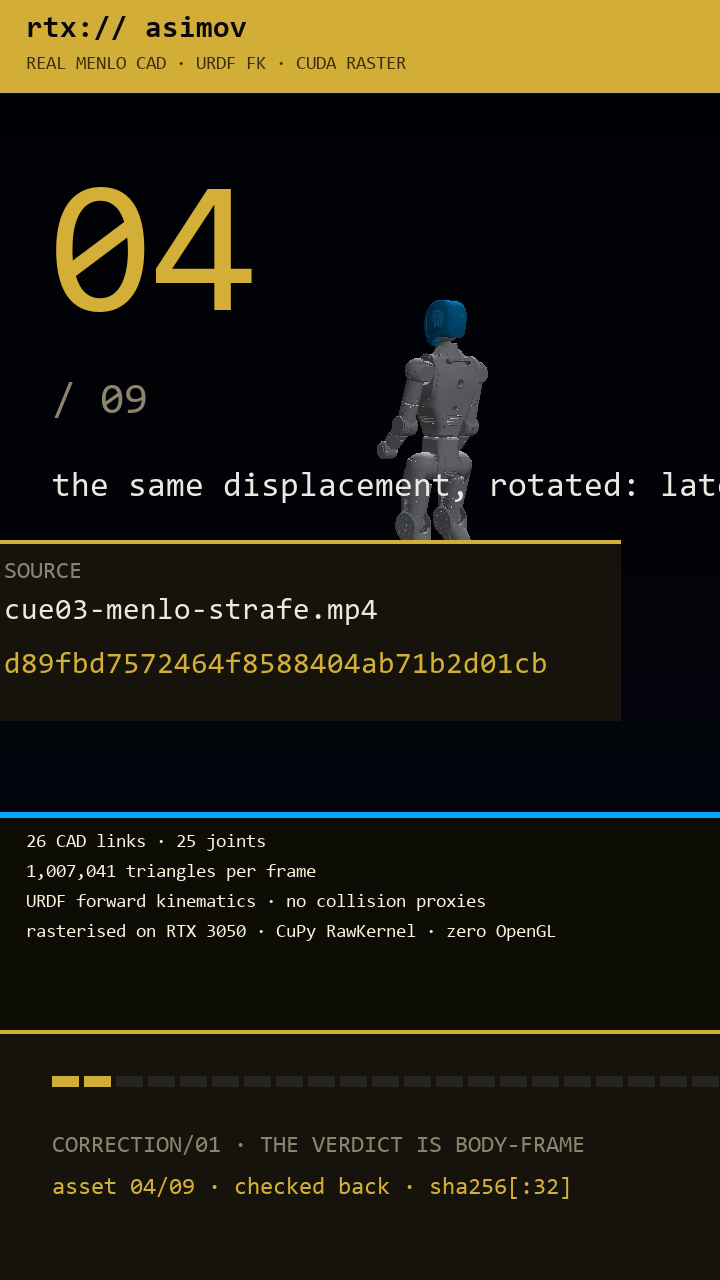 rtx:// asimov
REAL MENLO CAD · URDF FK · CUDA RASTER
04
/ 09
the same displacement, rotated:
SOURCE
cue03-menlo-strafe.mp4
d89fbd7572464f8588404ab71b2d01cb
26 CAD links · 25 joints
1,007,041 triangles per frame
URDF forward kinematics · no collision proxies
rasterised on RTX 3050 · CuPy RawKernel · zero OpenGL
CORRECTION/01 · THE VERDICT IS BODY-FRAME
asset 04/09 · checked back · sha256[:32]